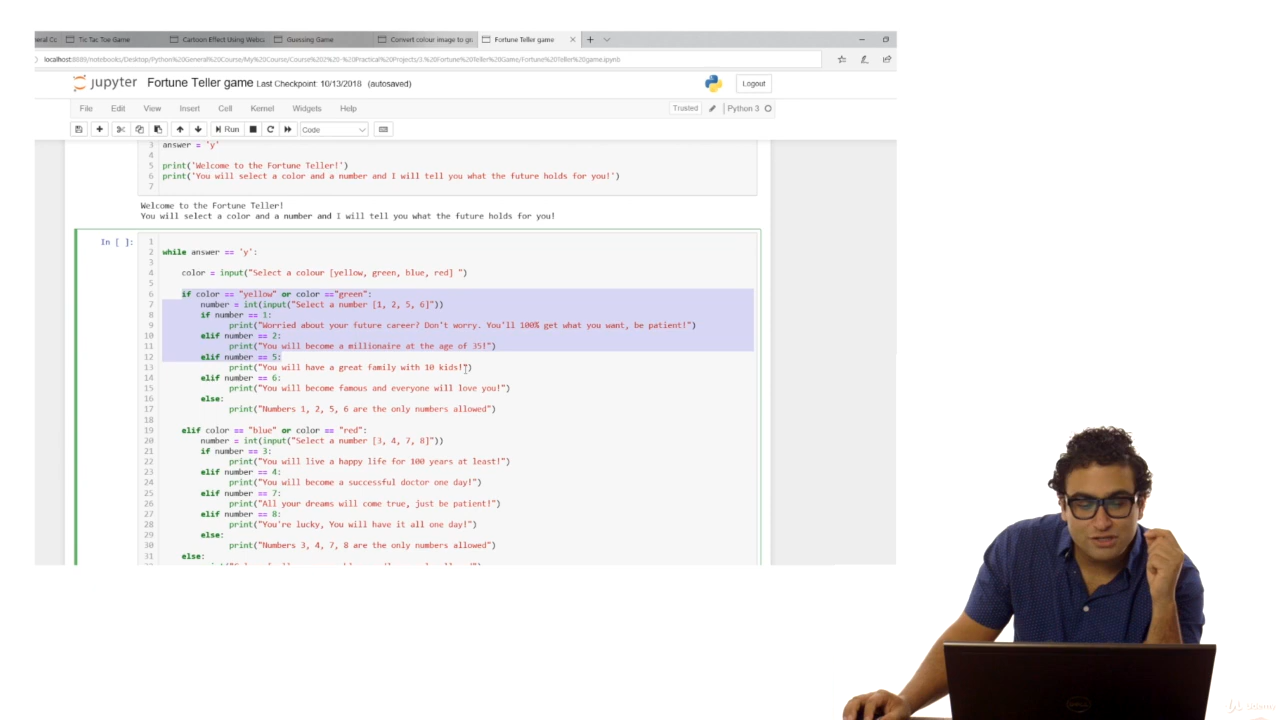 Tic Tac Toe Game
Cartoon Effect Using Webca
Guessing Game
Convert colour image to gr
Fortune Teller game
localhost:8889/notebooks/Desktop/Python%20General%20Course/My%20Course/Course%202%20-%20Practical%20Projects/3.%20Fortune%20Teller%20Game/Fortune%20Teller%20game.ipynb
jupyter Fortune Teller game Last Checkpoint: 10/13/2018 (autosaved)
Logout
File Edit View Insert Cell Kernel Widgets Help
Trusted Python 3
Run Code
3 answer = 'y'
4
5 print('Welcome to the Fortune Teller!')
6 print('You will select a color and a number and I will tell you what the future holds for you!')
7
Welcome to the Fortune Teller!
You will select a color and a number and I will tell you what the future holds for you!
In [ ]: 1
2 while answer == 'y':
3
4 color = input("Select a colour [yellow, green, blue, red] ")
5
6 if color == "yellow" or color =="green":
7 number = int(input("Select a number [1, 2, 5, 6]"))
8 if number == 1:
9 print("Worried about your future career? Don't worry. You'll 100% get what you want, be patient!")
10 elif number == 2:
11 print("You will become a millionaire at the age of 35!")
12 elif number == 5:
13 print("You will have a great family with 10 kids!")
14 elif number == 6:
15 print("You will become famous and everyone will love you!")
16 else:
17 print("Numbers 1, 2, 5, 6 are the only numbers allowed")
18
19 elif color == "blue" or color == "red":
20 number = int(input("Select a number [3, 4, 7, 8]"))
21 if number == 3:
22 print("You will live a happy life for 100 years at least!")
23 elif number == 4:
24 print("You will become a successful doctor one day!")
25 elif number == 7:
26 print("All your dreams will come true, just be patient!")
27 elif number == 8:
28 print("You're lucky, You will have it all one day!")
29 else:
30 print("Numbers 3, 4, 7, 8 are the only numbers allowed")
31 else:
DELL